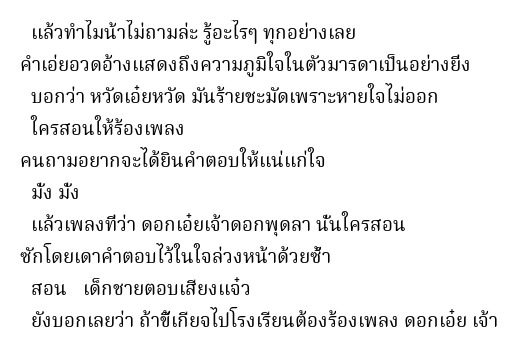 แล้วทำไมน้าไม่ถามล่ะ รู้อะไรๆ ทุกอย่างเลย
คำเอ่ยอวดอ้างแสดงถึงความภูมิใจในตัวมารดาเป็นอย่างยิ่ง
บอกว่า หวัดเอ๋ยหวัด มันร้ายชะมัดเพราะหายใจไม่ออก
ใครสอนให้ร้องเพลง
คนถามอยากจะได้ยินคำตอบให้แน่แก่ใจ
มั้ง มั้ง
แล้วเพลงที่ว่า ดอกเอ๋ยเจ้าดอกพุดลา นั้นใครสอน
ซักโดยเดาคำตอบไว้ในใจล่วงหน้าด้วยซ้ำ
สอน เด็กชายตอบเสียงแจ๋ว
ยังบอกเลยว่า ถ้าขี้เกียจไปโรงเรียนต้องร้องเพลง ดอกเอ๋ย เจ้า